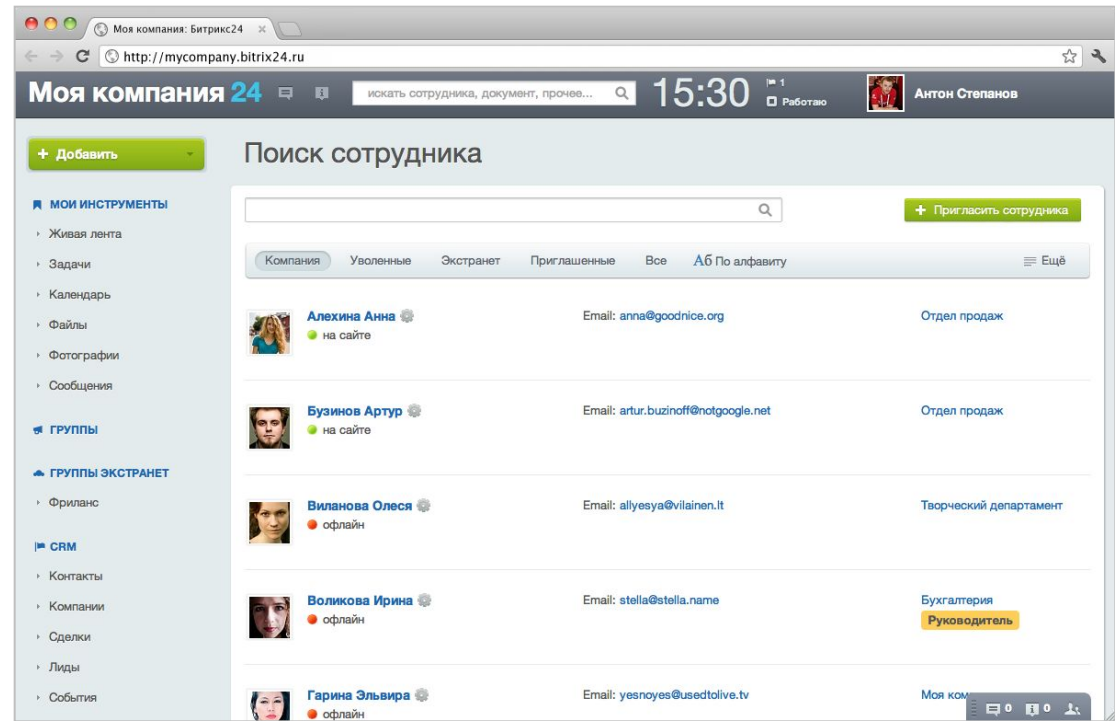 Моя компания: Битрикс24
http://mycompany.bitrix24.ru
Моя компания 24
искать сотрудника, документ, прочее...
15:30
1
Работаю
Антон Степанов
+ Добавить
Поиск сотрудника
МОИ ИНСТРУМЕНТЫ
Живая лента
Задачи
Календарь
Файлы
Фотографии
Сообщения
ГРУППЫ
ГРУППЫ ЭКСТРАНЕТ
Фриланс
CRM
Контакты
Компании
Сделки
Лиды
События
+ Пригласить сотрудника
Компания Уволенные Экстранет Приглашенные Все Аб По алфавиту Ещё
Алехина Анна Email: anna@goodnice.org Отдел продаж
на сайте
Бузинов Артур Email: artur.buzinoff@notgoogle.net Отдел продаж
на сайте
Виланова Олеся Email: allyesya@vilainen.lt Творческий департамент
офлайн
Воликова Ирина Email: stella@stella.name Бухгалтерия
офлайн Руководитель
Гарина Эльвира Email: yesnoyes@usedtolive.tv Моя
офлайн
0 0